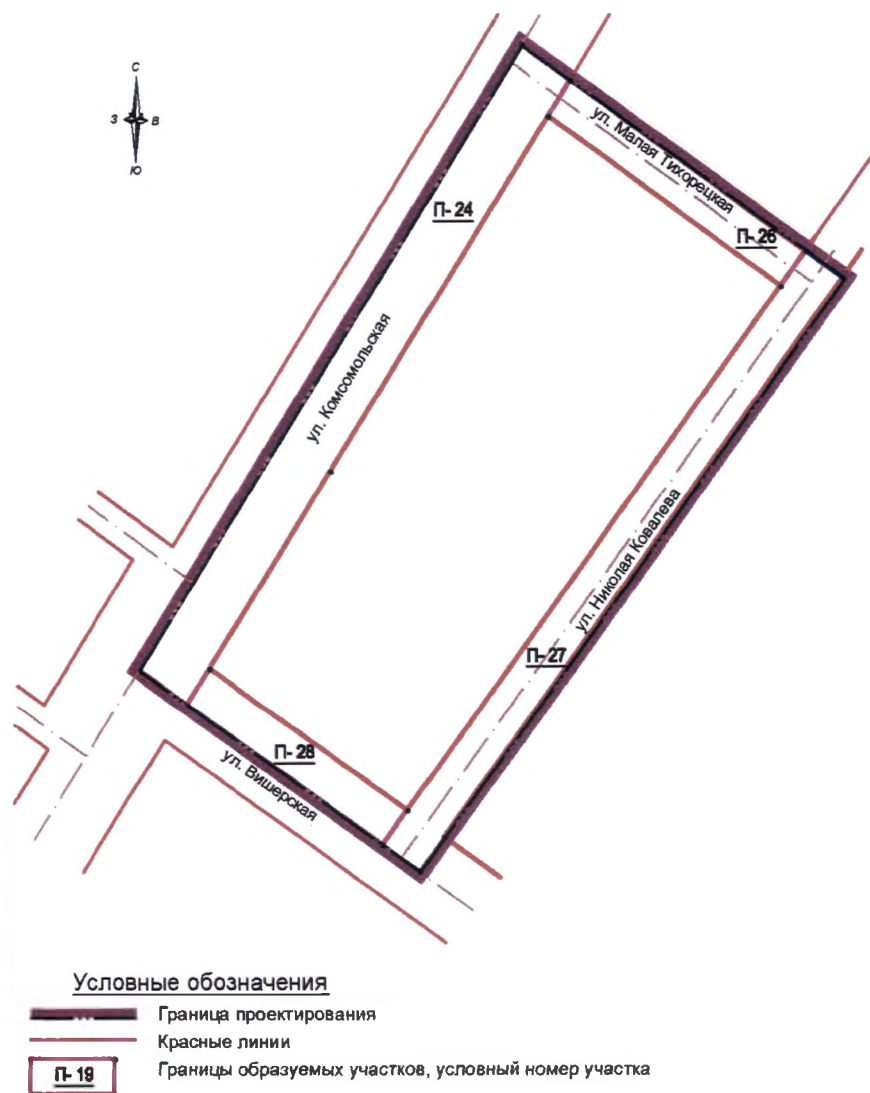 С
З В
Ю
ул. Малая Тихорецкая
П- 24
П- 26
ул. Комсомольская
ул. Николая Ковалева
П- 27
П- 28
ул. Вишерская
Условные обозначения
Граница проектирования
Красные линии
П- 19 Границы образуемых участков, условный номер участка